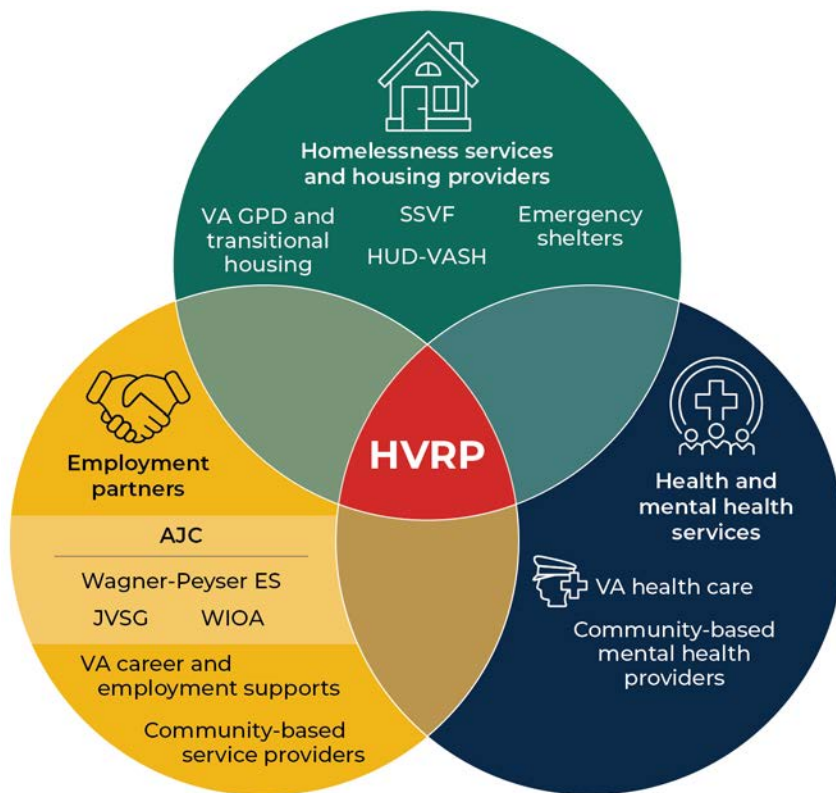 Homelessness services
and housing providers
VA GPD and
transitional
housing
SSVF
HUD-VASH
Emergency
shelters
HVRP
Employment
partners
AJC
Wagner-Peyser ES
JVSG WIOA
VA career and
employment supports
Community-based
service providers
Health and
mental health
services
VA health care
Community-based
mental health
providers